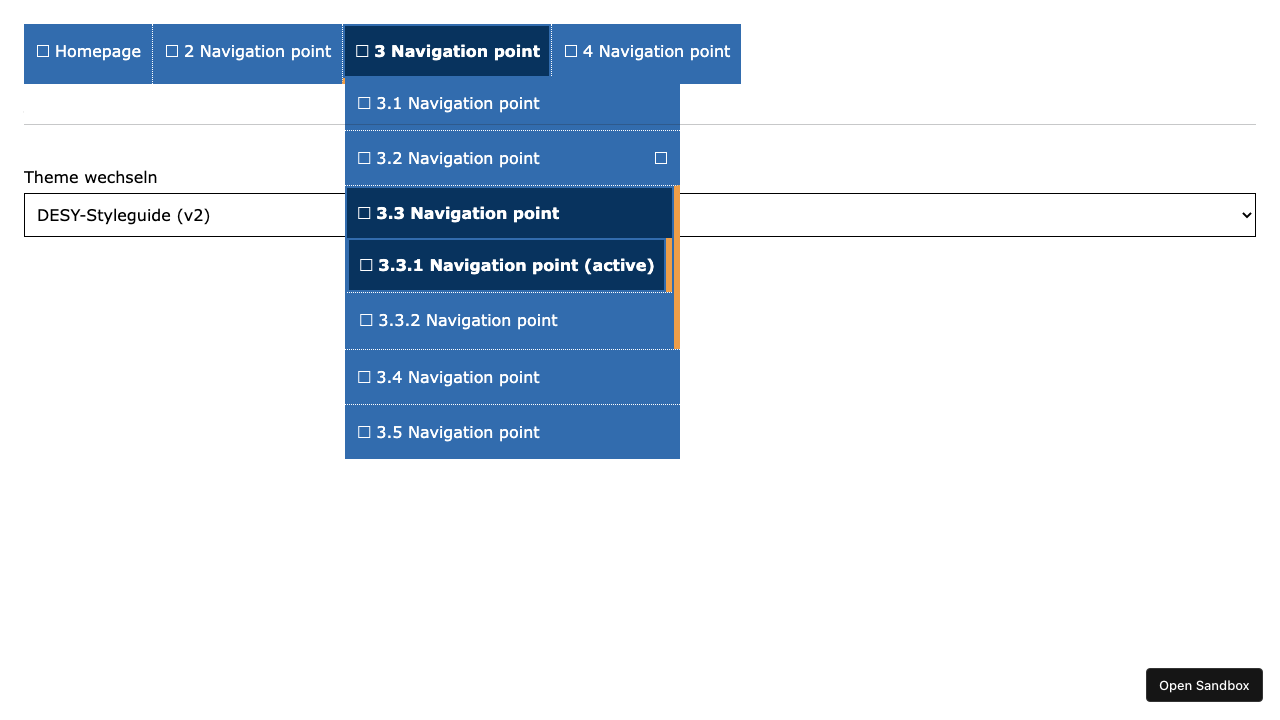 Homepage
2 Navigation point
3 Navigation point
4 Navigation point
3.1 Navigation point
3.2 Navigation point
Theme wechseln
3.3 Navigation point
DESY-Styleguide (v2)
3.3.1 Navigation point (active)
3.3.2 Navigation point
3.4 Navigation point
3.5 Navigation point
Open Sandbox